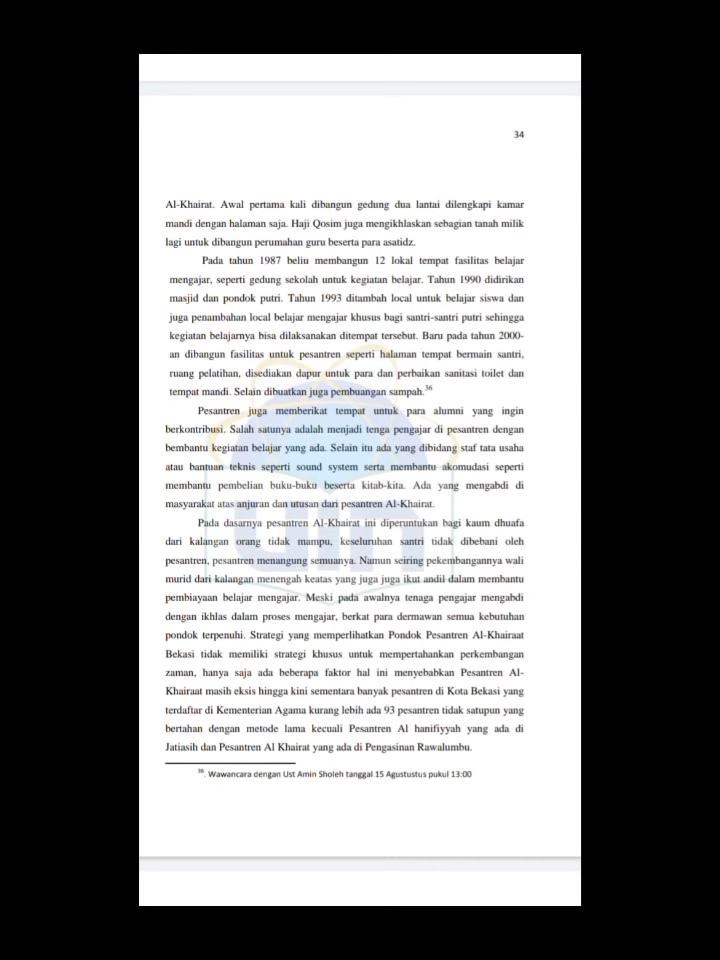 34
Al-Khairat. Awal pertama kali dibangun gedung dua lantai dilengkapi kamar
mandi dengan halaman saja. Haji Qosim juga mengikhlaskan sebagian tanah milik
lagi untuk dibangun perumahan guru beserta para asatidz.
Pada tahun 1987 beliu membangun 12 lokal tempat fasilitas belajar
mengajar, seperti gedung sekolah untuk kegiatan belajar. Tahun 1990 didirikan
masjid dan pondok putri. Tahun 1993 ditambah local untuk belajar siswa dan
juga penambahan local belajar mengajar khusus bagi santri-santri putri sehingga
kegiatan belajarnya bisa dilaksanakan ditempat tersebut. Baru pada tahun 2000-
an dibangun fasilitas untuk pesantren seperti halaman tempat bermain santri,
ruang pelatihan, disediakan dapur untuk para dan perbaikan sanitasi toilet dan
tempat mandi. Selain dibuatkan juga pembuangan sampah.36
Pesantren juga memberikat tempat untuk para alumni yang ingin
berkontribusi. Salah satunya adalah menjadi tenga pengajar di pesantren dengan
bembantu kegiatan belajar yang ada. Selain itu ada yang dibidang staf tata usaha
atau bantuan teknis seperti sound system serta membantu akomudasi seperti
membantu pembelian buku-buku beserta kitab-kita. Ada yang mengabdi di
masyarakat atas anjuran dan utusan dari pesantren Al-Khairat.
Pada dasarnya pesantren Al-Khairat ini diperuntukan bagi kaum dhuafa
dari kalangan orang tidak mampu, keseluruhan santri tidak dibebani oleh
pesantren, pesantren menangung semuanya. Namun seiring pekembangannya wali
murid dari kalangan menengah keatas yang juga juga ikut andil dalam membantu
pembiayaan belajar mengajar. Meski pada awalnya tenaga pengajar mengabdi
dengan ikhlas dalam proses mengajar, berkat para dermawan semua kebutuhan
pondok terpenuhi. Strategi yang memperlihatkan Pondok Pesantren Al-Khairaat
Bekasi tidak memiliki strategi khusus untuk mempertahankan perkembangan
zaman, hanya saja ada beberapa faktor hal ini menyebabkan Pesantren Al-
Khairaat masih eksis hingga kini sementara banyak pesantren di Kota Bekasi yang
terdaftar di Kementerian Agama kurang lebih ada 93 pesantren tidak satupun yang
bertahan dengan metode lama kecuali Pesantren Al hanifiyyah yang ada di
Jatiasih dan Pesantren Al Khairat yang ada di Pengasinan Rawalumbu.
36. Wawancara dengan Ust Amin Sholeh tanggal 15 Agustustus pukul 13:00
uin